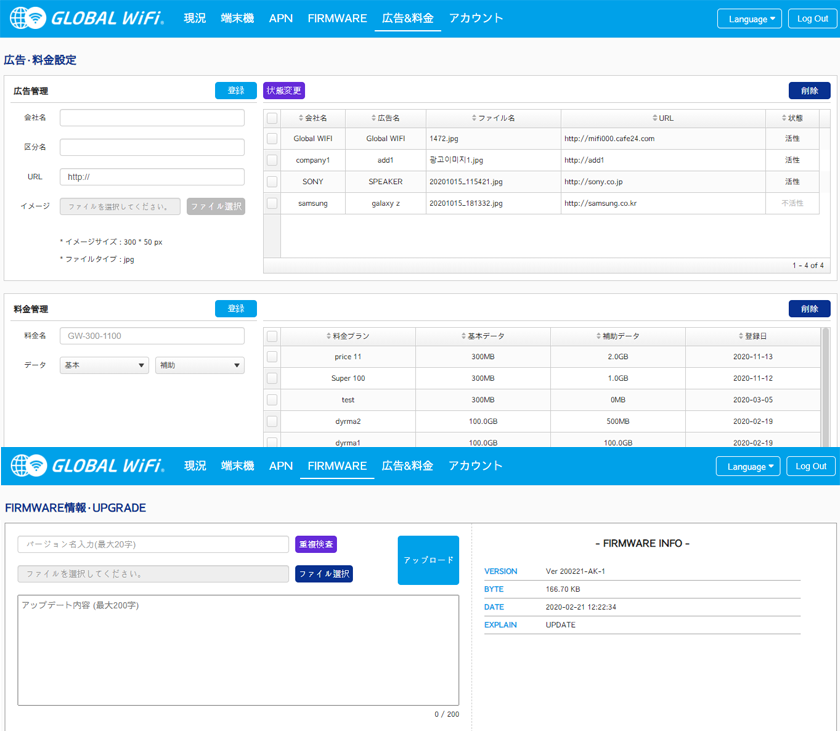 GLOBAL WiFi. 現況 端末機 APN FIRMWARE 広告&料金 アカウント Language Log Out
広告·料金設定
広告管理 登録 状態変更 削除
会社名
区分名
URL http://
イメージ ファイルを選択してください。 ファイル選択
* イメージサイズ : 300 * 50 px
* ファイルタイプ : jpg
会社名 広告名 ファイル名 URL 状態
Global WIFI Global WIFI 1472.jpg http://mifi000.cafe24.com 活性
company1 add1 광고이미지1.jpg http://add1 活性
SONY SPEAKER 20201015_115421.jpg http://sony.co.jp 活性
samsung galaxy z 20201015_181332.jpg http://samsung.co.kr 不活性
1 - 4 of 4
料金管理 登録 削除
料金名 GW-300-1100
データ 基本 補助
料金プラン 基本データ 補助データ 登録日
price 11 300MB 2.0GB 2020-11-13
Super 100 300MB 1.0GB 2020-11-12
test 300MB 0MB 2020-03-05
dyrma2 100.0GB 500MB 2020-02-19
dyrma1 100.0GB 100.0GB 2020-02-19
GLOBAL WiFi. 現況 端末機 APN FIRMWARE 広告&料金 アカウント Language Log Out
FIRMWARE情報·UPGRADE
バージョン名入力(最大20字) 重複検査
ファイルを選択してください。 ファイル選択
アップロード
アップデート内容 (最大200字)
0 / 200
- FIRMWARE INFO -
VERSION Ver 200221-AK-1
BYTE 166.70 KB
DATE 2020-02-21 12:22:34
EXPLAIN UPDATE